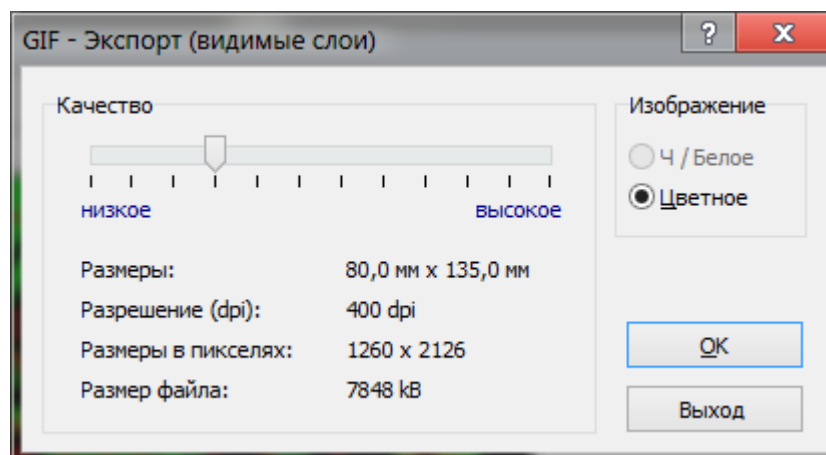 GIF - Экспорт (видимые слои)
?
x
Качество
низкое
высокое
Размеры: 80,0 мм x 135,0 мм
Разрешение (dpi): 400 dpi
Размеры в пикселях: 1260 x 2126
Размер файла: 7848 kB
Изображение
Ч / Белое
Цветное
OK
Выход